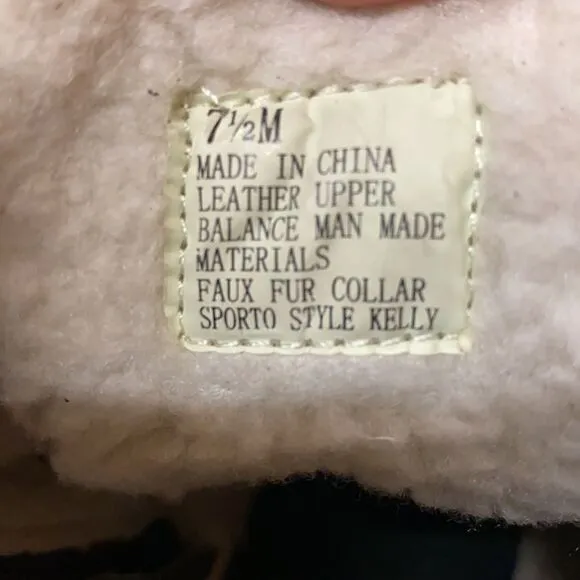 7½M
MADE IN CHINA
LEATHER UPPER
BALANCE MAN MADE
MATERIALS
FAUX FUR COLLAR
SPORTO STYLE KELLY